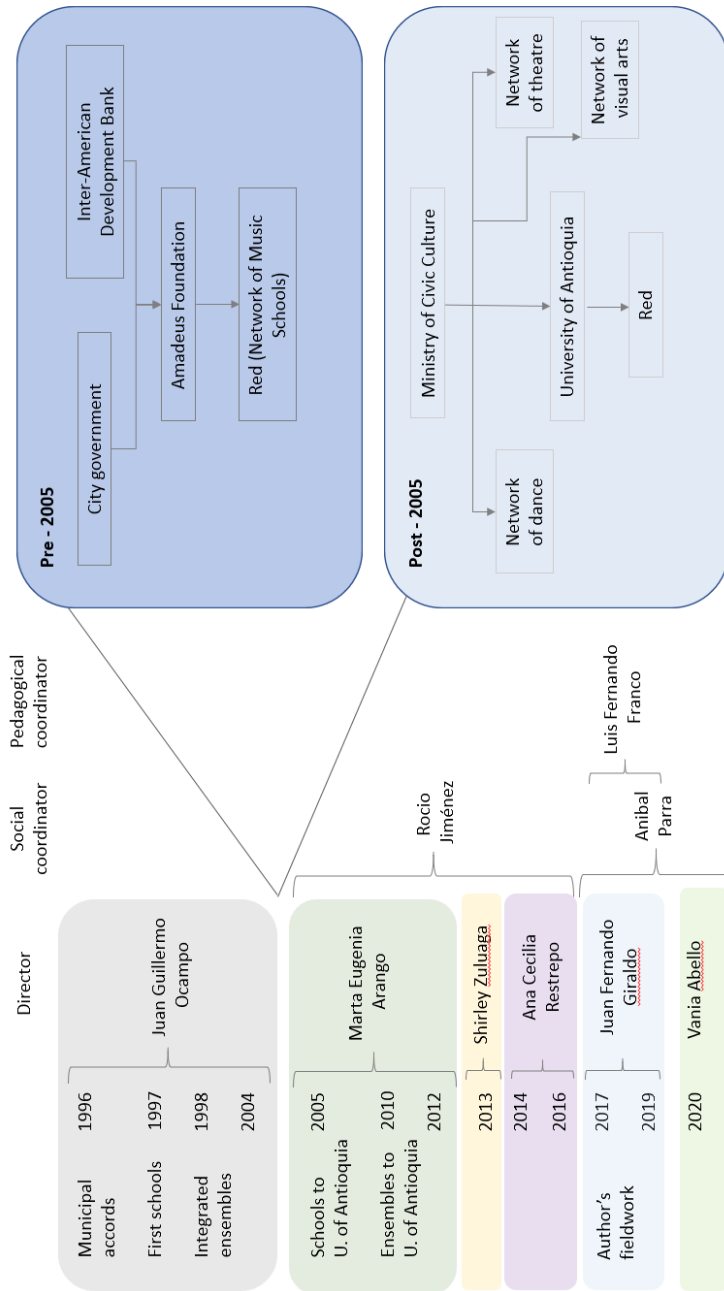 Director
Social
coordinator
Pedagogical
coordinator
Municipal
accords
1996
First schools
1997
Integrated
ensembles
1998
2004
Juan Guillermo
Ocampo
Schools to
U. of Antioquia
2005
Ensembles to
U. of Antioquia
2010
2012
Marta Eugenia
Arango
2013
Shirley Zuluaga
2014
2016
Ana Cecilia
Restrepo
Rocio
Jiménez
Author's
fieldwork
2017
2019
Juan Fernando
Giraldo
2020
Vania Abello
Anibal
Parra
Luis Fernando
Franco
Pre - 2005
City government
Inter-American
Development Bank
Amadeus Foundation
Red (Network of Music
Schools)
Post - 2005
Ministry of Civic Culture
Network
of dance
Network
of theatre
University of Antioquia
Network of
visual arts
Red